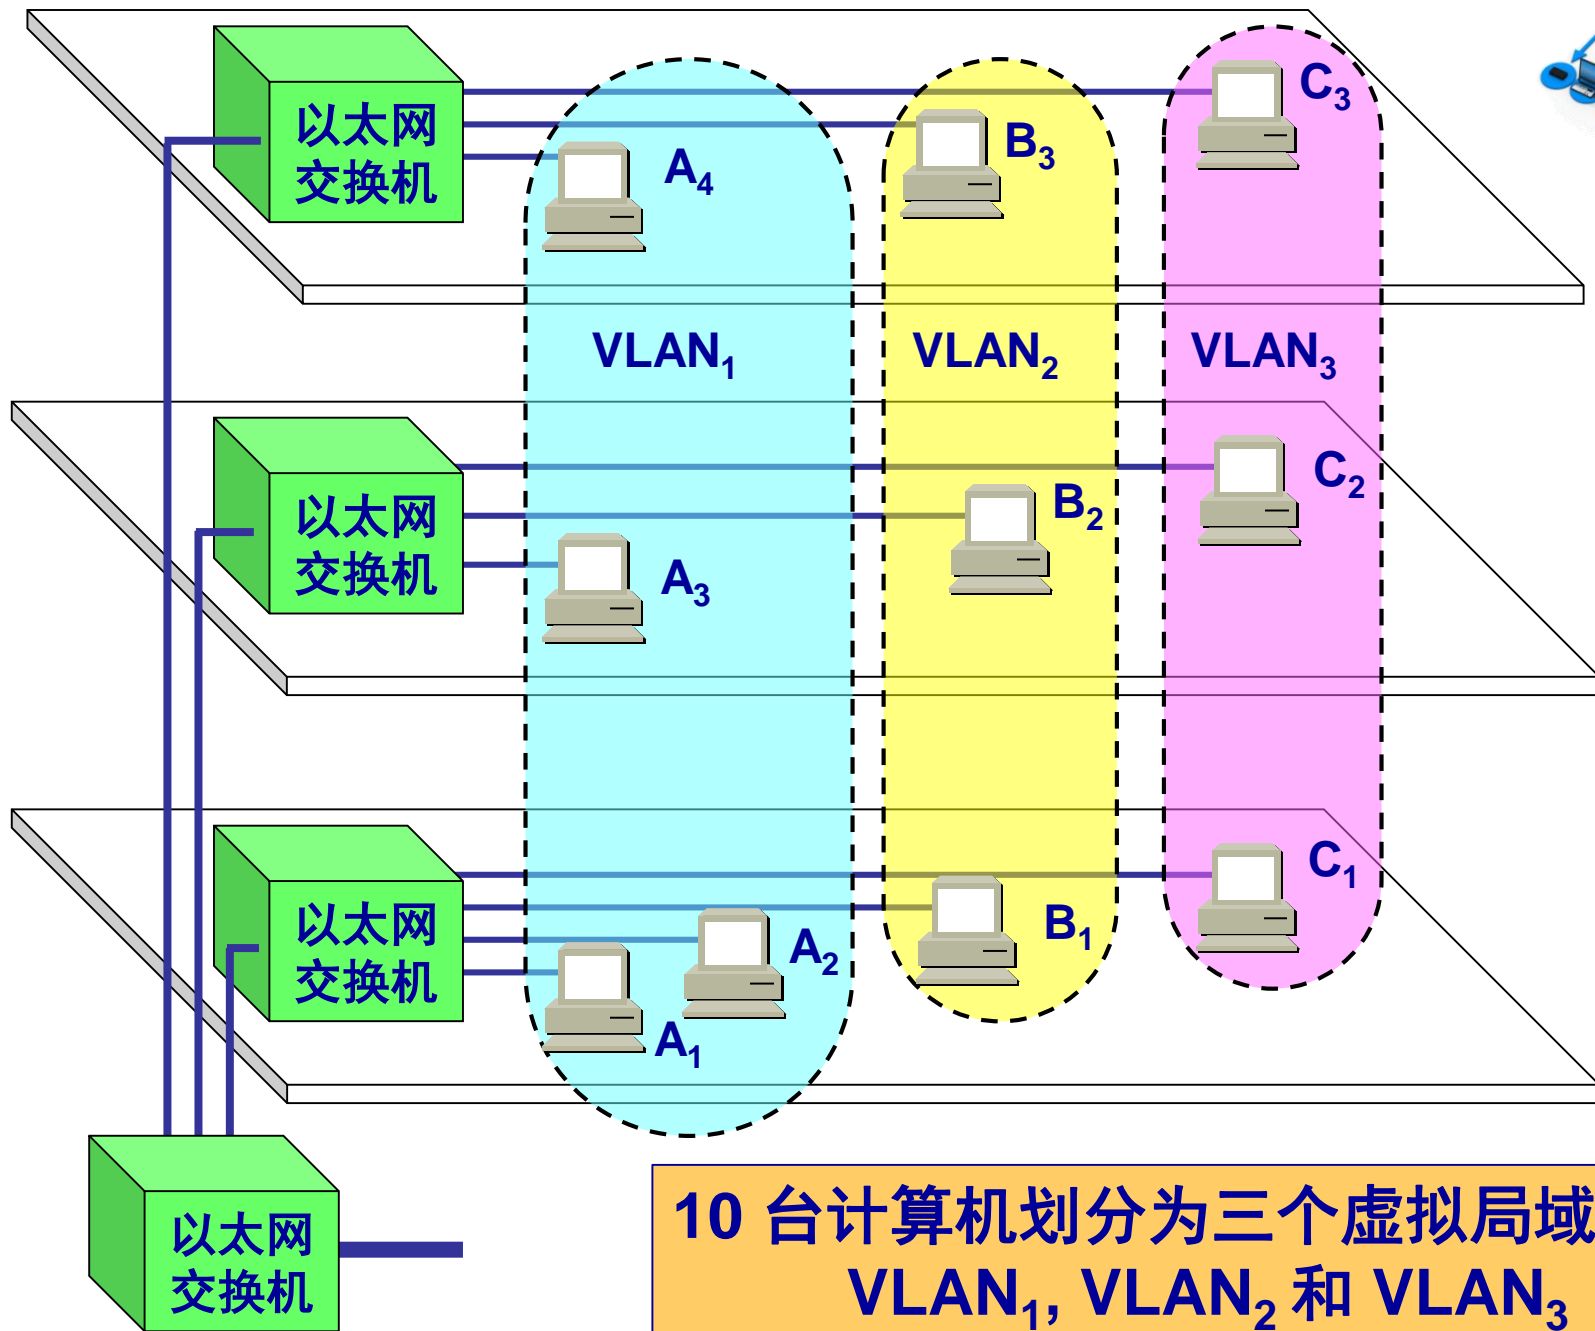 以太网
交换机
A₄
B₃
C₃
VLAN₁
VLAN₂
VLAN₃
以太网
交换机
A₃
B₂
C₂
以太网
交换机
A₁
A₂
B₁
C₁
以太网
交换机
10 台计算机划分为三个虚拟局域
VLAN₁, VLAN₂ 和 VLAN₃